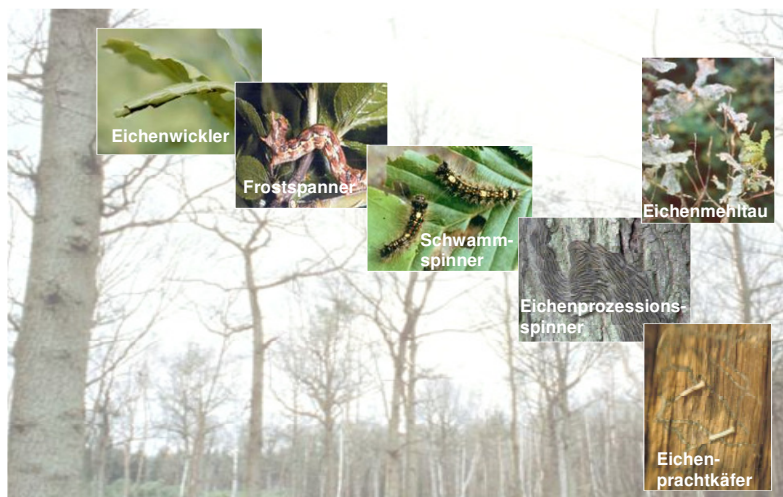 Eichenwickler
Frostspanner
Schwamm-
spinner
Eichenprozessions-
spinner
Eichenmehltau
Eichen-
prachtkäfer